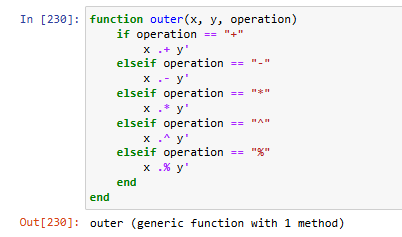 In [230]: function outer(x, y, operation)
    if operation == "+"
        x .+ y'
    elseif operation == "-"
        x .- y'
    elseif operation == "*"
        x .* y'
    elseif operation == "^"
        x .^ y'
    elseif operation == "%"
        x .% y'
    end
end
Out[230]: outer (generic function with 1 method)